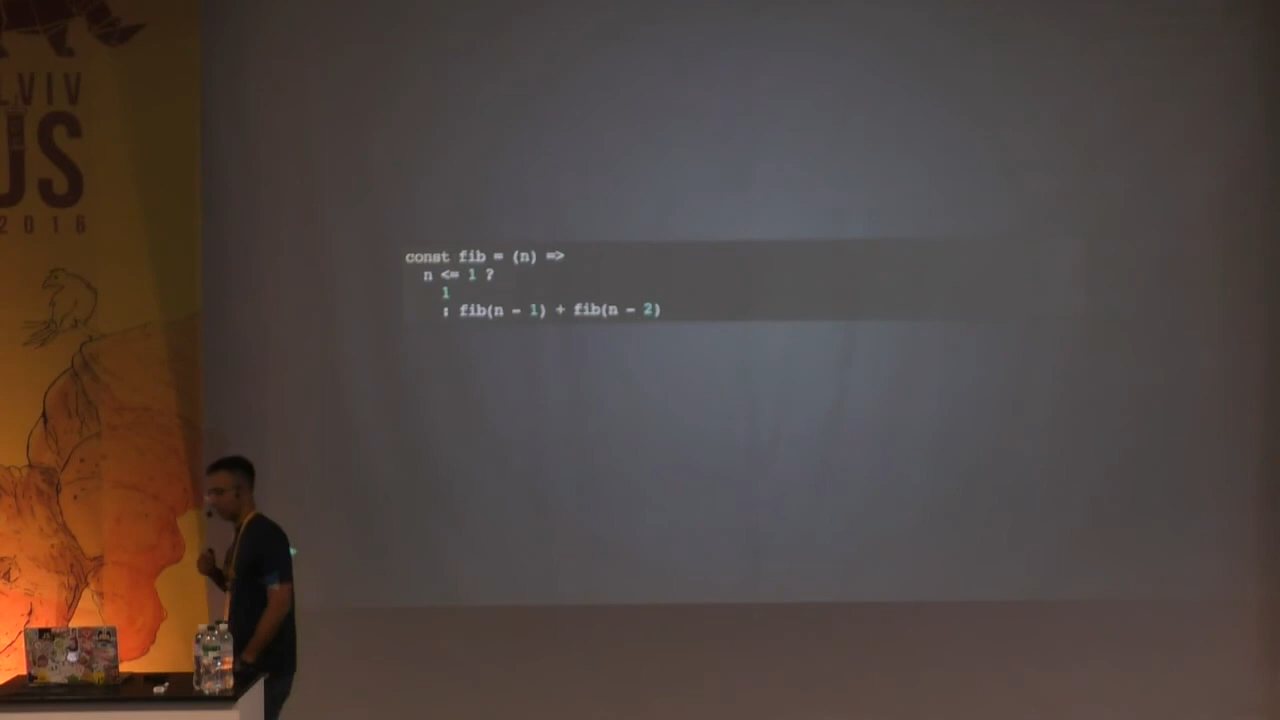 LVIV
JS
2016
const fib = (n) =>
  n <= 1 ?
    1
    : fib(n - 1) + fib(n - 2)